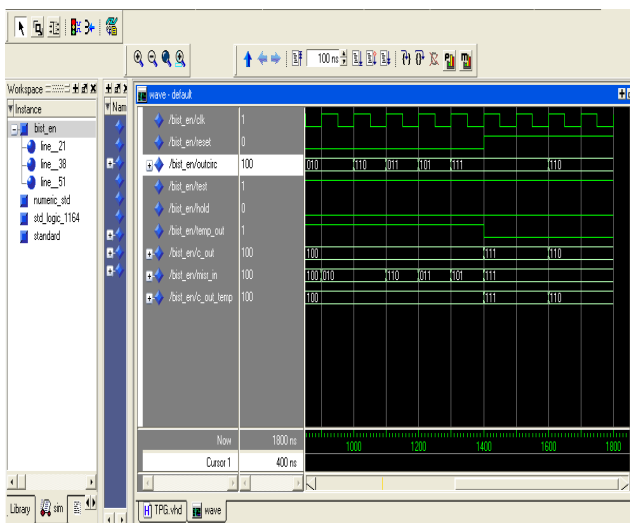 100 ns
Workspace
wave - default
Instance
Nam
bist_en
line__21
line__38
line__51
numeric_std
std_logic_1164
standard
/bist_en/clk 1
/bist_en/reset 0
/bist_en/outcirc 100 010 110 011 101 111 110
/bist_en/test 1
/bist_en/hold 0
/bist_en/temp_out 1
/bist_en/c_out 100 100 111 110
/bist_en/misr_in 100 100 010 110 011 101 111
/bist_en/c_out_temp 100 100 111 110
Now 1800 ns 1000 1200 1400 1600 1800
Cursor 1 400 ns
Library sim
TPG.vhd wave